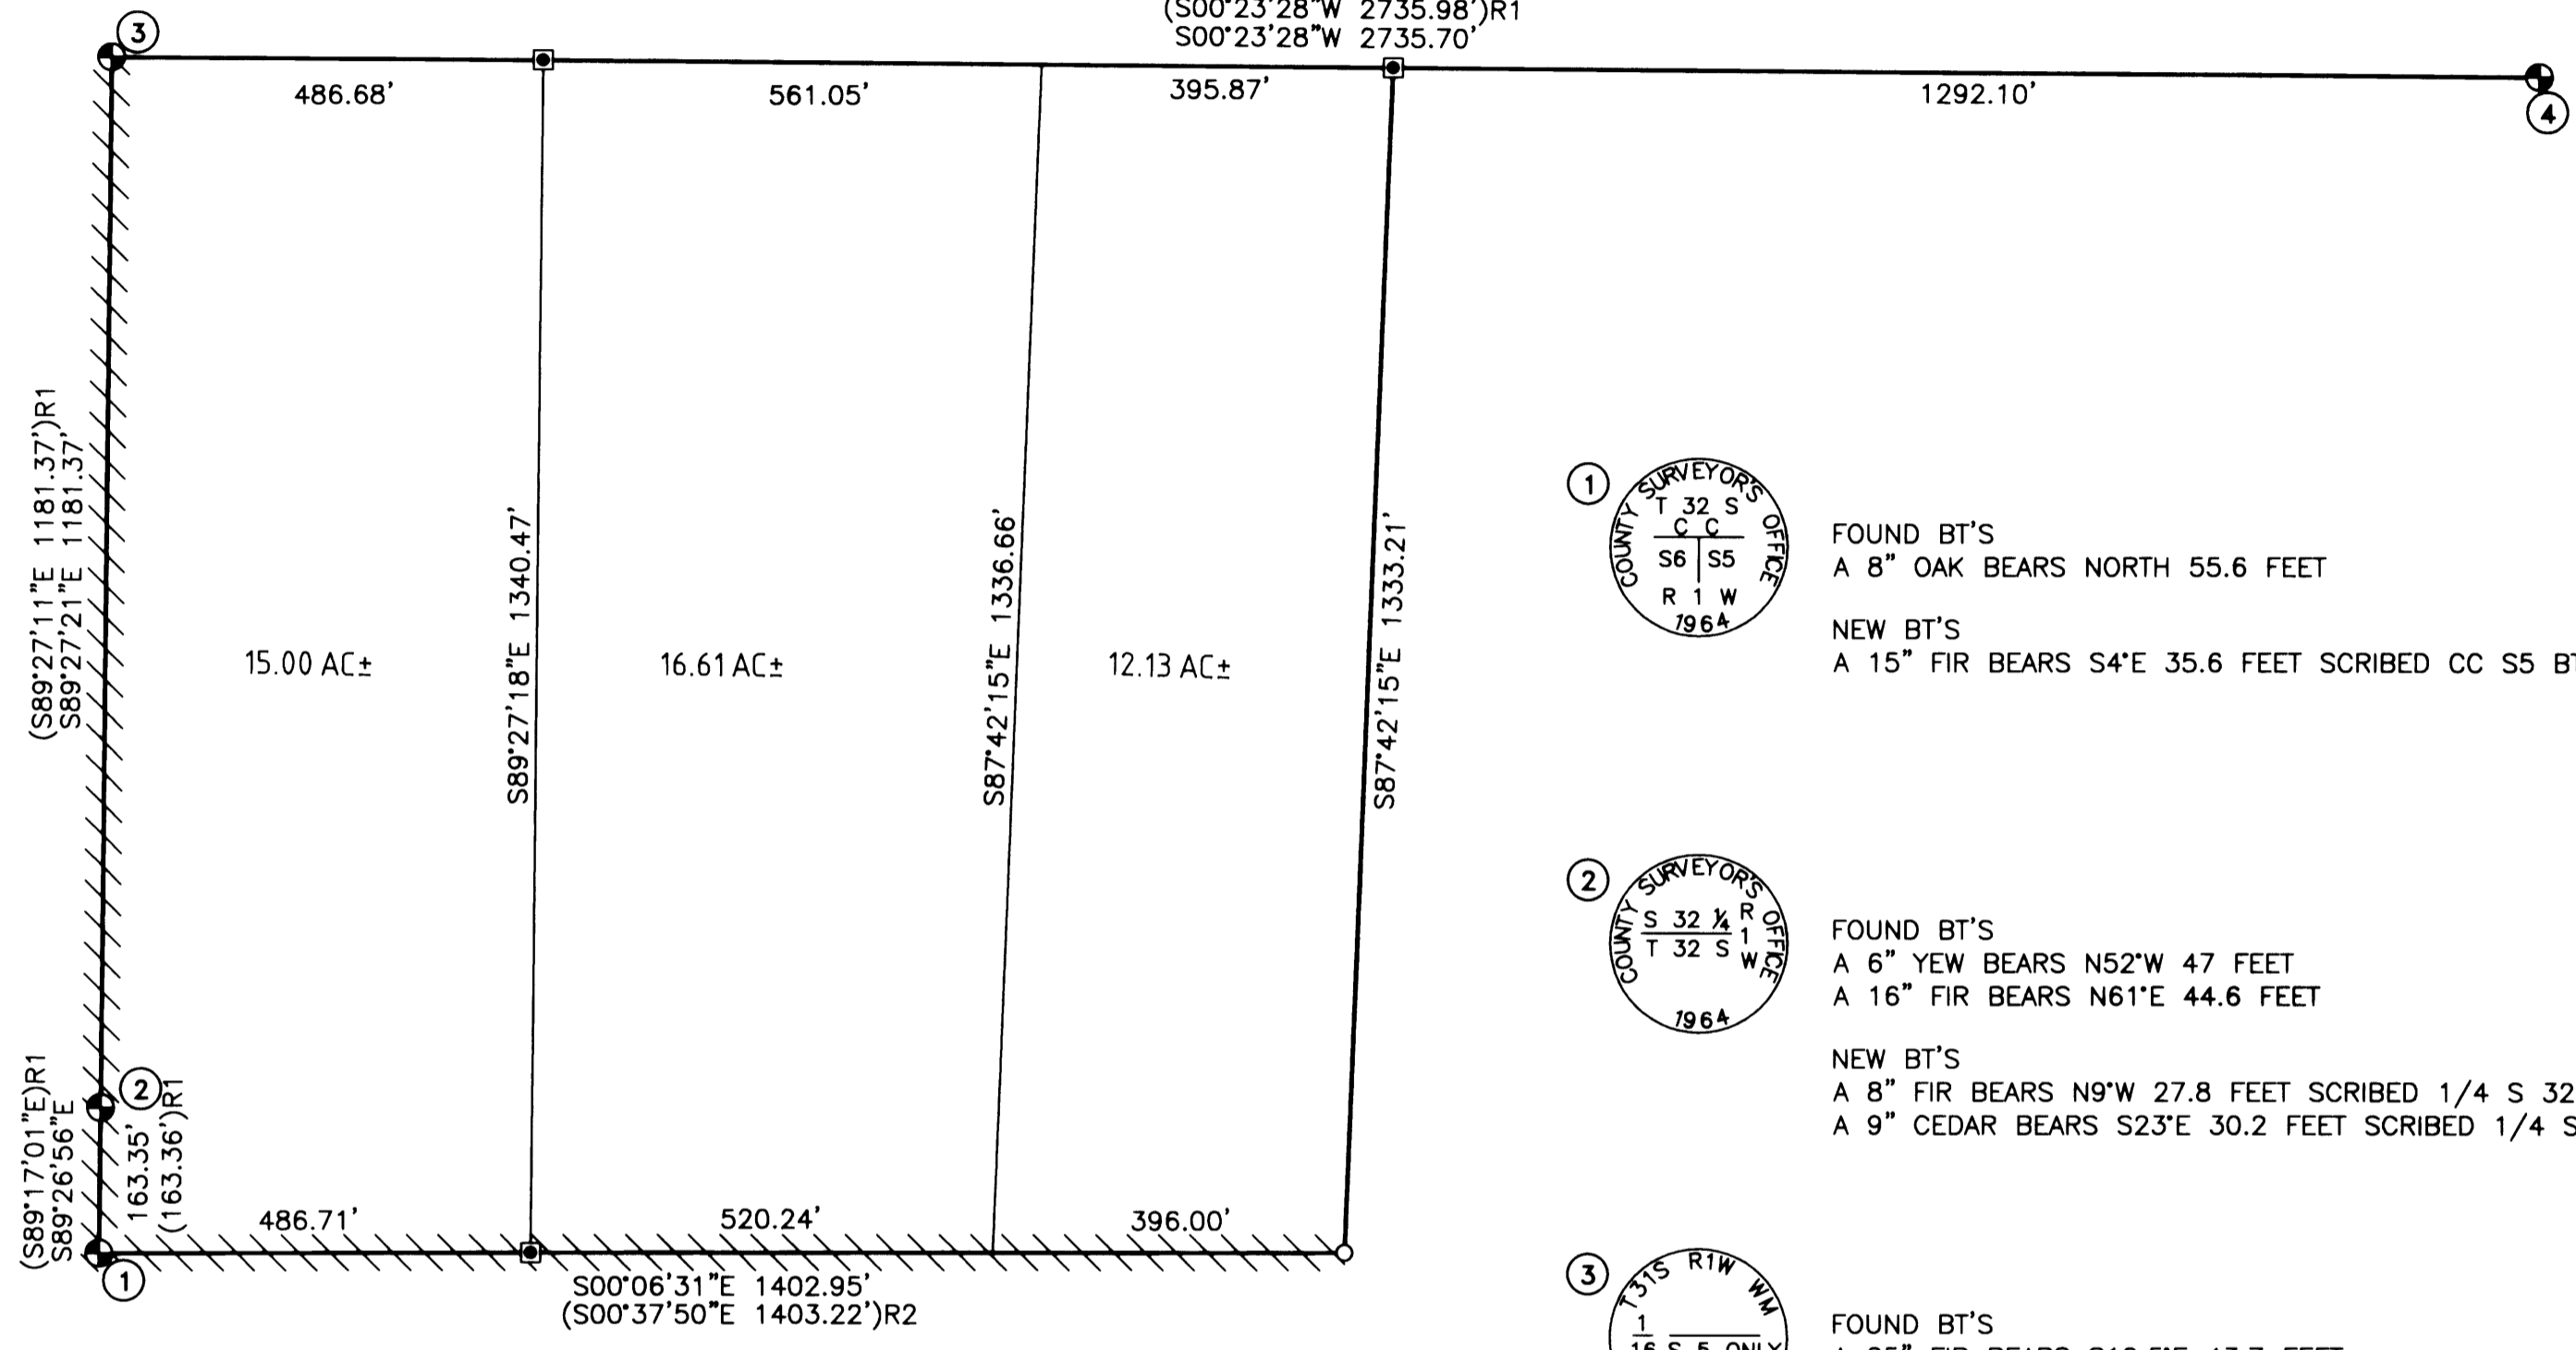 (S00°23'28"W 2735.98')R1
S00°23'28"W 2735.70'
3
486.68'
561.05'
395.87'
1292.10'
4
(S89°27'11"E 1181.37')R1
S89°27'21"E 1181.37'
S89°27'18"E 1340.47'
S87°42'15"E 1336.66'
S87°42'15"E 1333.21'
15.00 AC±
16.61 AC±
12.13 AC±
(S89°17'01"E)R1
S89°26'56"E
2
163.35'
(163.36')R1
486.71'
520.24'
396.00'
1
S00°06'31"E 1402.95'
(S00°37'50"E 1403.22')R2
1
COUNTY SURVEYOR'S OFFICE
T 32 S
C C
S6 S5
R 1 W
1964
FOUND BT'S
A 8" OAK BEARS NORTH 55.6 FEET
NEW BT'S
A 15" FIR BEARS S4°E 35.6 FEET SCRIBED CC S5 BT
2
COUNTY SURVEYOR'S OFFICE
S 32 ¼
T 32 S
R 1 W
1964
FOUND BT'S
A 6" YEW BEARS N52°W 47 FEET
A 16" FIR BEARS N61°E 44.6 FEET
NEW BT'S
A 8" FIR BEARS N9°W 27.8 FEET SCRIBED 1/4 S 32
A 9" CEDAR BEARS S23°E 30.2 FEET SCRIBED 1/4 S
3
T31S R1W WM
1
16 S 5 ONLY
FOUND BT'S